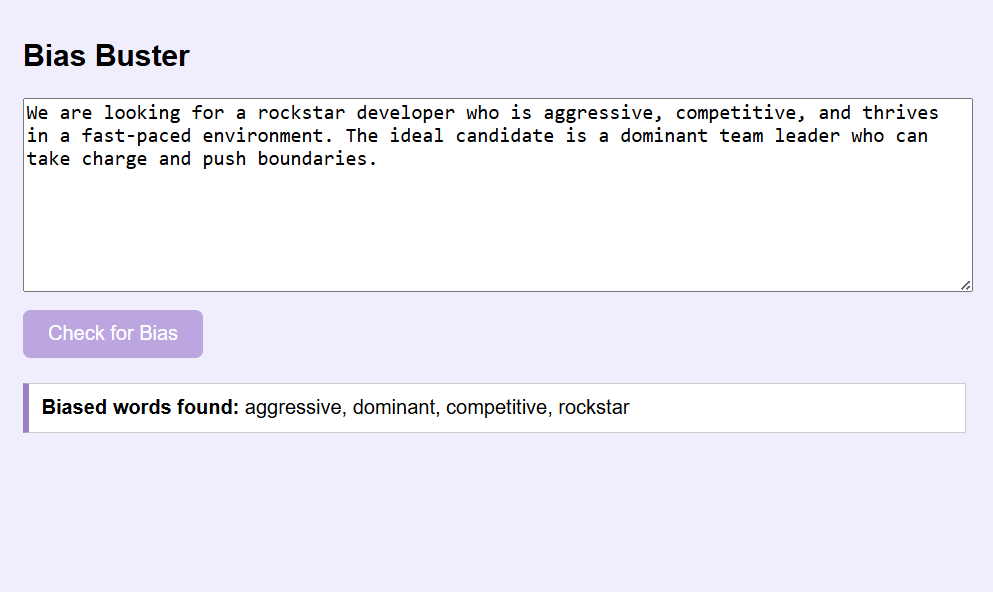 Bias Buster
We are looking for a rockstar developer who is aggressive, competitive, and thrives
in a fast-paced environment. The ideal candidate is a dominant team leader who can
take charge and push boundaries.
Check for Bias
Biased words found: aggressive, dominant, competitive, rockstar